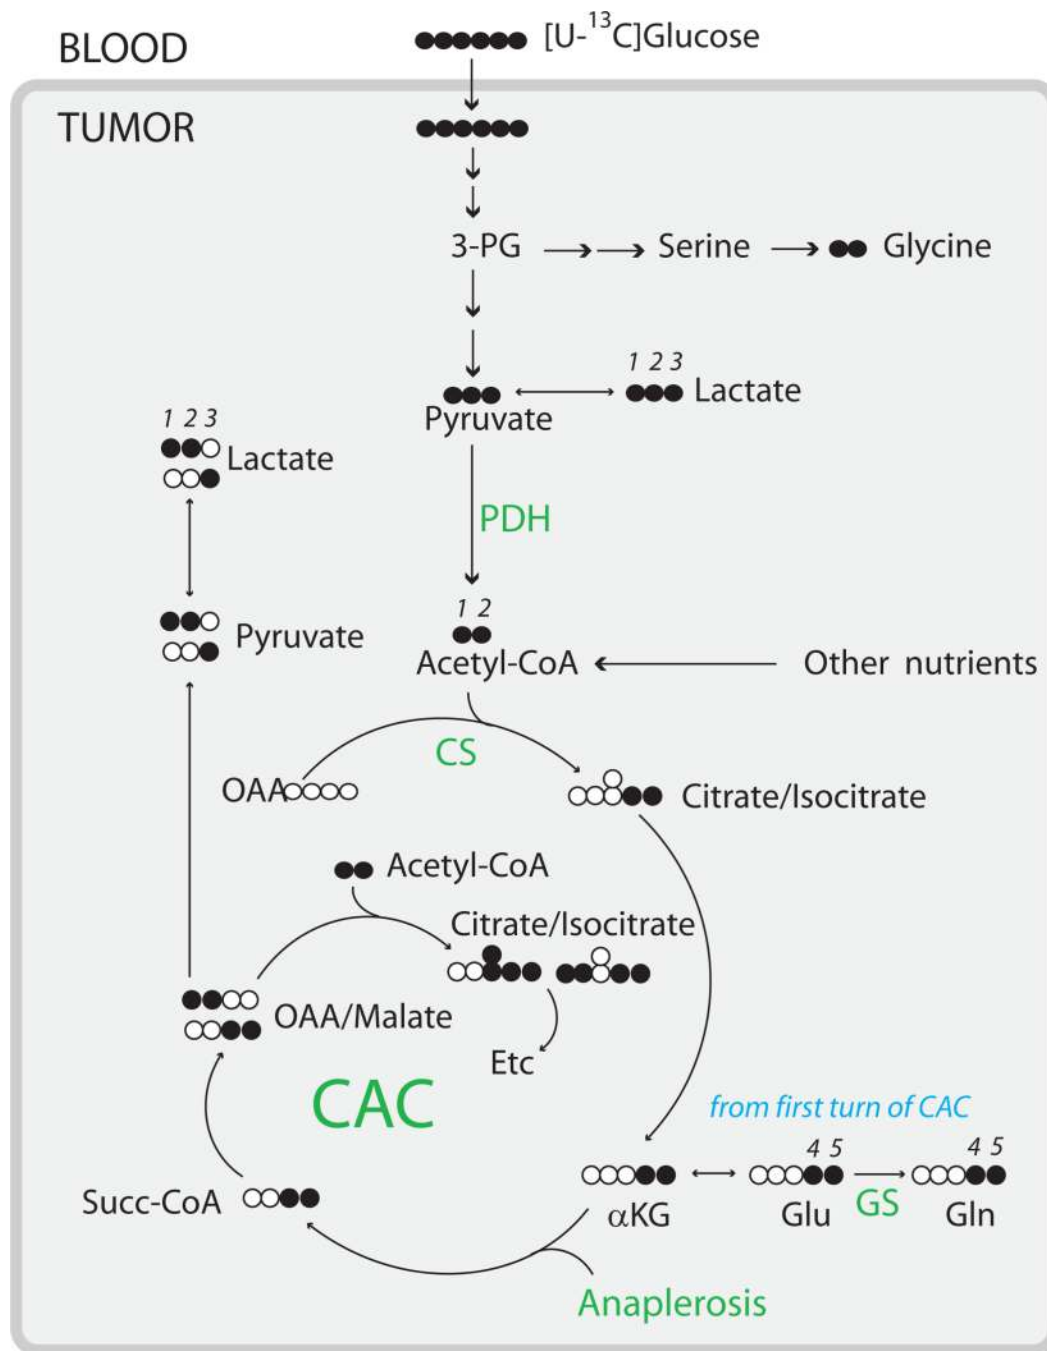 BLOOD
[U-¹³C]Glucose
TUMOR
3-PG
Serine
Glycine
1 2 3
Lactate
Pyruvate
1 2 3
Lactate
PDH
Pyruvate
1 2
Acetyl-CoA
Other nutrients
CS
OAA
Citrate/Isocitrate
Acetyl-CoA
Citrate/Isocitrate
OAA/Malate
Etc
CAC
from first turn of CAC
4 5
4 5
Succ-CoA
αKG
Glu
GS
Gln
Anaplerosis